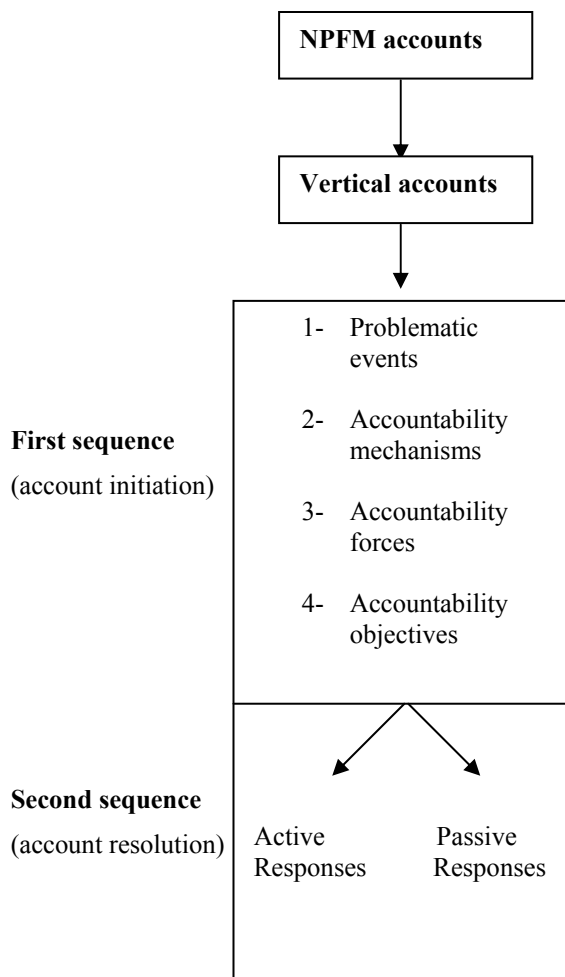 NPFM accounts
Vertical accounts
1- Problematic
events
2- Accountability
mechanisms
First sequence
(account initiation)
3- Accountability
forces
4- Accountability
objectives
Second sequence
(account resolution)
Active
Responses
Passive
Responses